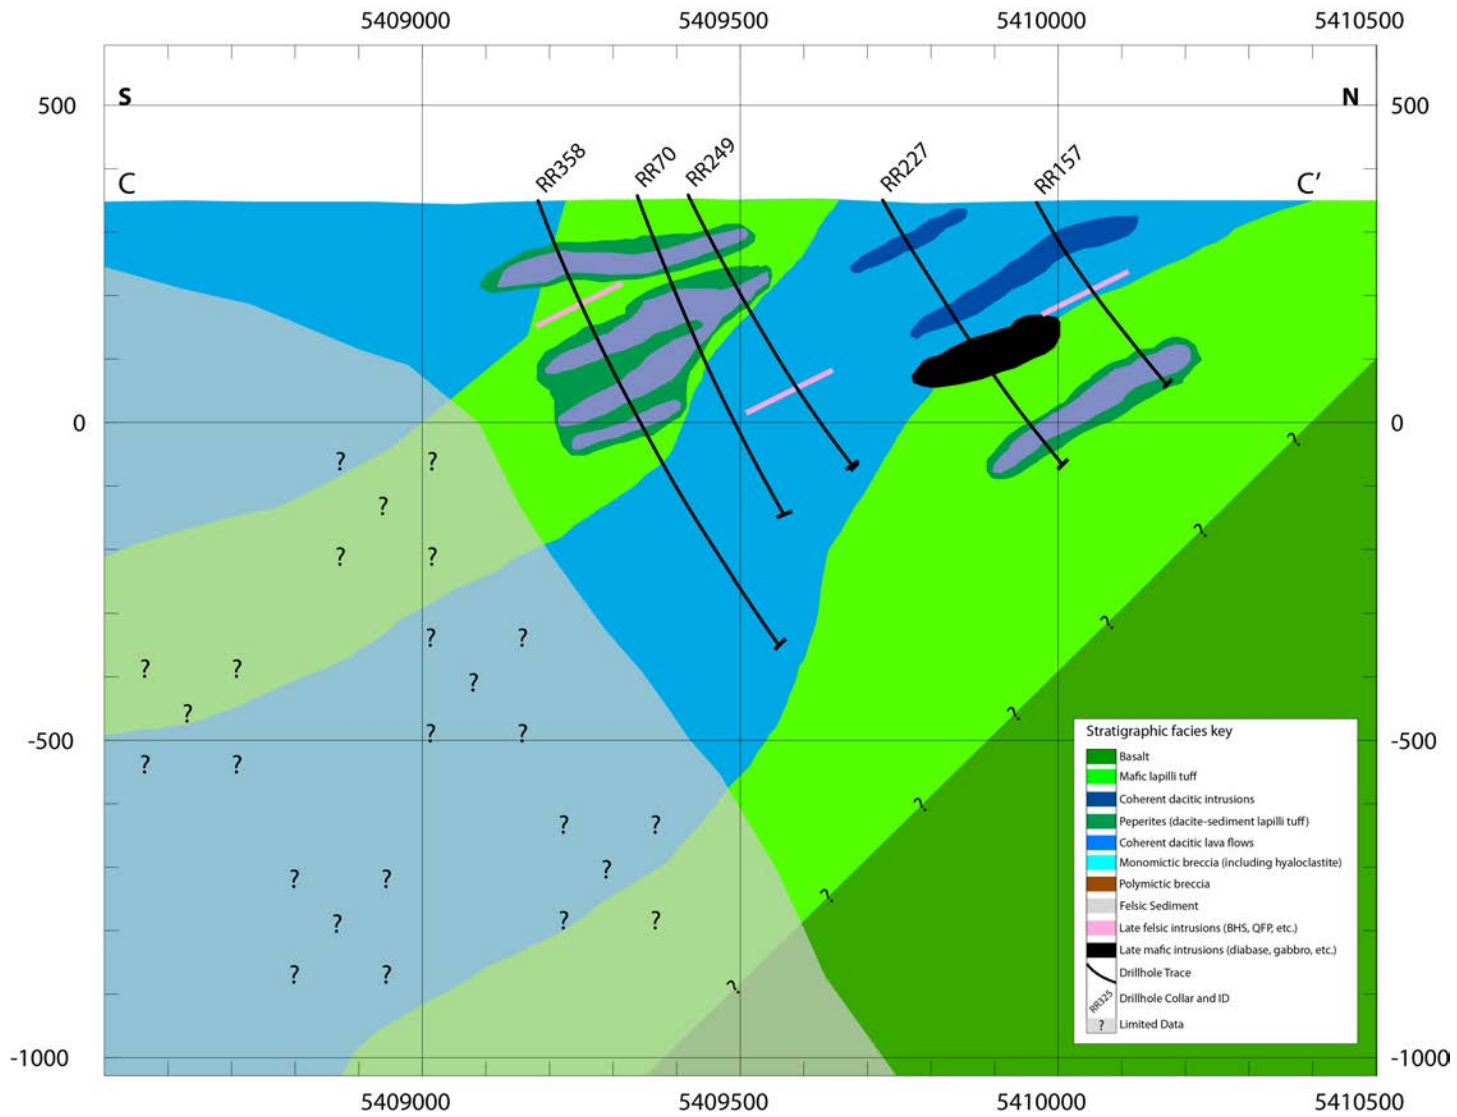 5409000 5409500 5410000 5410500
S N
500 500
RR358 RR70 RR249 RR227 RR157
C C’
0 0
? ?
?
?
? ?
?
? ?
? ?
?
?
?
? ?
-500 -500
? ?
?
? ?
?
? ?
? ?
?
? ?
?
-1000 -1000
Stratigraphic facies key
Basalt
Mafic lapilli tuff
Coherent dacitic intrusions
Peperites (dacite-sediment lapilli tuff)
Coherent dacitic lava flows
Monomictic breccia (including hyaloclastite)
Polymictic breccia
Felsic Sediment
Late felsic intrusions (BHS, QFP, etc.)
Late mafic intrusions (diabase, gabbro, etc,)
Drillhole Trace
RR325 Drillhole Collar and ID
? Limited Data
5409000 5409500 5410000 5410500